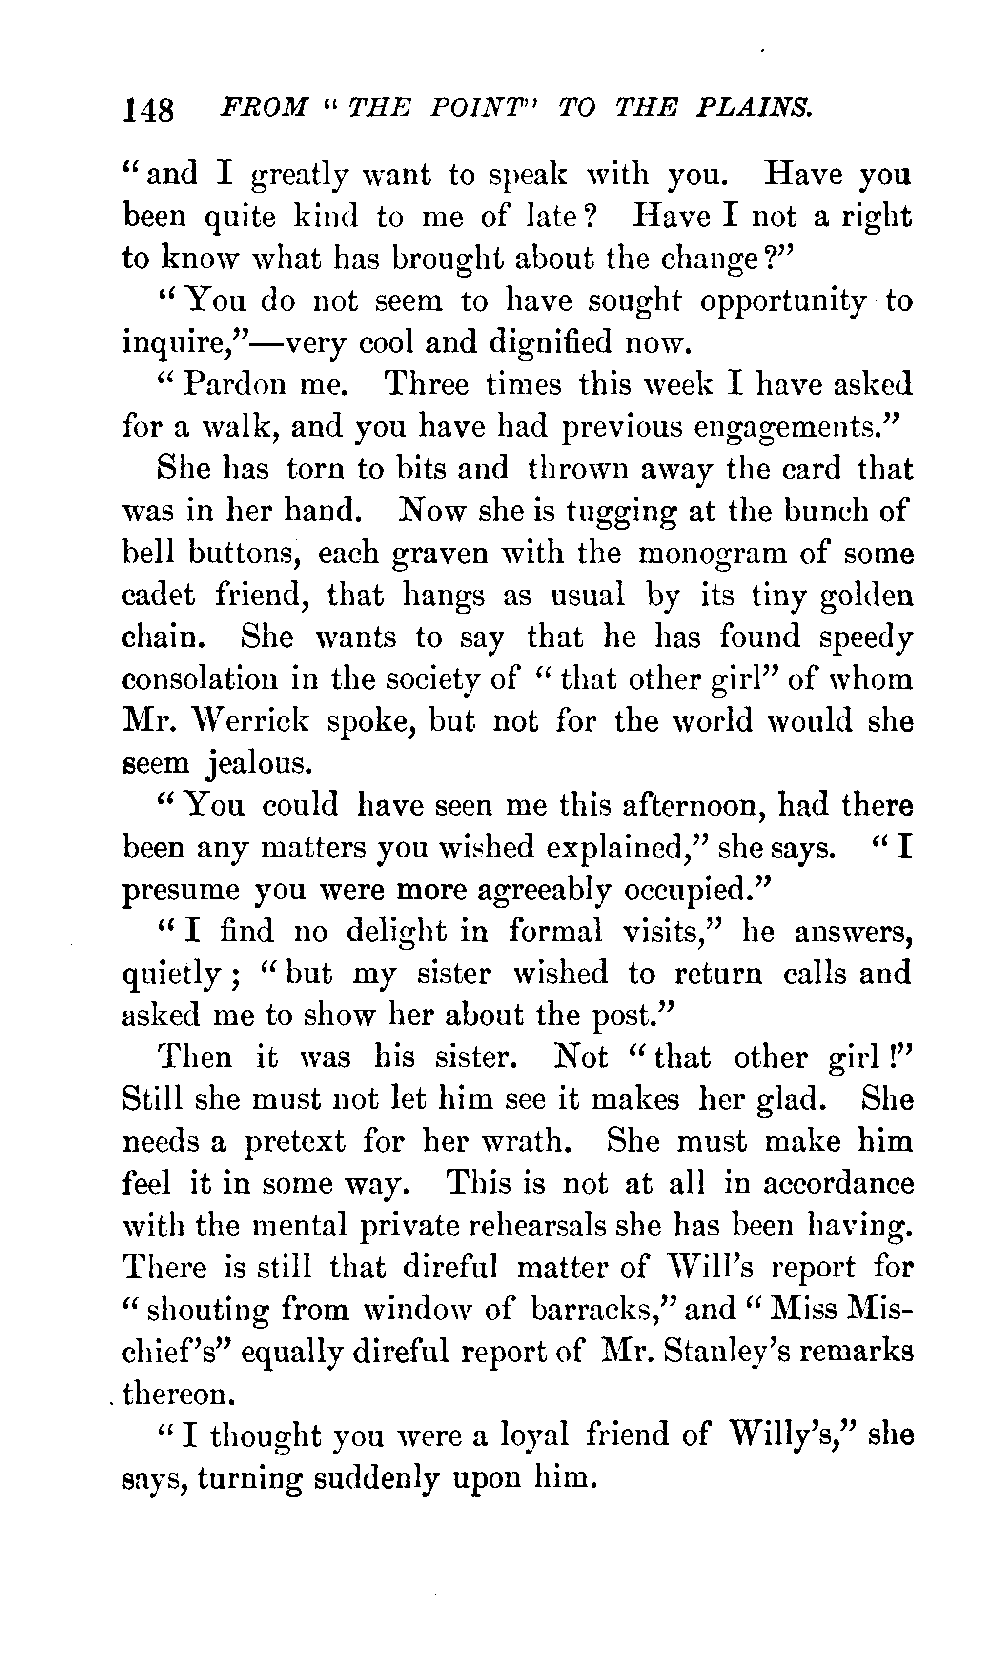 148 FROM " THE POINT" TO THE PLAINS.
"and I greatly want to speak with you. Have you
been quite kind to me of late? Have I not a right
to know what has brought about the change?"
"You do not seem to have sought opportunity to
inquire,"—very cool and dignified now.
"Pardon me. Three times this week I have asked
for a walk, and you have had previous engagements."
She has torn to bits and thrown away the card that
was in her hand. Now she is tugging at the bunch of
bell buttons, each graven with the monogram of some
cadet friend, that hangs as usual by its tiny golden
chain. She wants to say that he has found speedy
consolation in the society of "that other girl" of whom
Mr. Werrick spoke, but not for the world would she
seem jealous.
"You could have seen me this afternoon, had there
been any matters you wished explained," she says. "I
presume you were more agreeably occupied."
"I find no delight in formal visits," he answers,
quietly; "but my sister wished to return calls and
asked me to show her about the post."
Then it was his sister. Not "that other girl!"
Still she must not let him see it makes her glad. She
needs a pretext for her wrath. She must make him
feel it in some way. This is not at all in accordance
with the mental private rehearsals she has been having.
There is still that direful matter of Will's report for
"shouting from window of barracks," and "Miss Mis-
chief's" equally direful report of Mr. Stanley's remarks
thereon.
"I thought you were a loyal friend of Willy's," she
says, turning suddenly upon him.